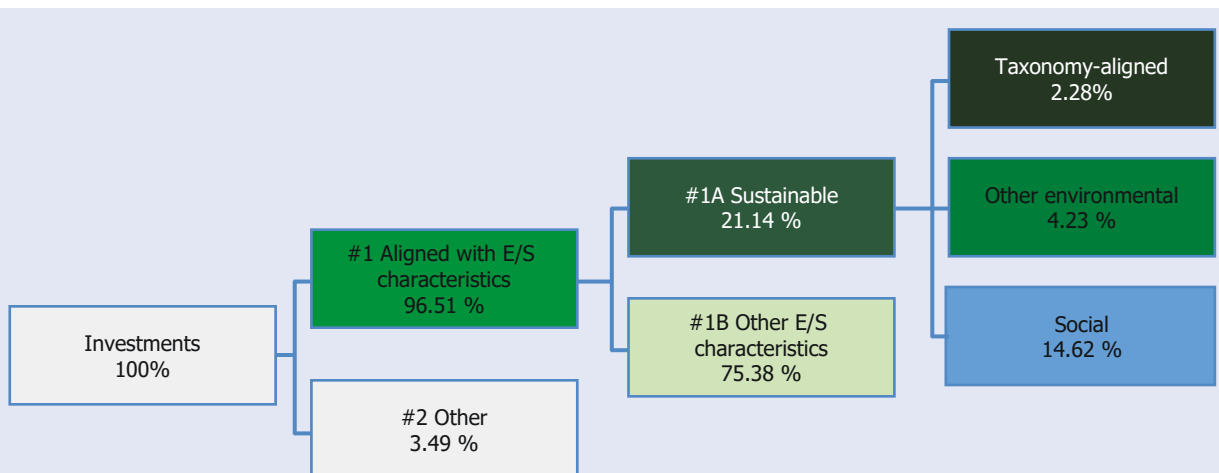 Investments
100%
#1 Aligned with E/S
characteristics
96.51 %
#2 Other
3.49 %
#1A Sustainable
21.14 %
#1B Other E/S
characteristics
75.38 %
Taxonomy-aligned
2.28%
Other environmental
4.23 %
Social
14.62 %